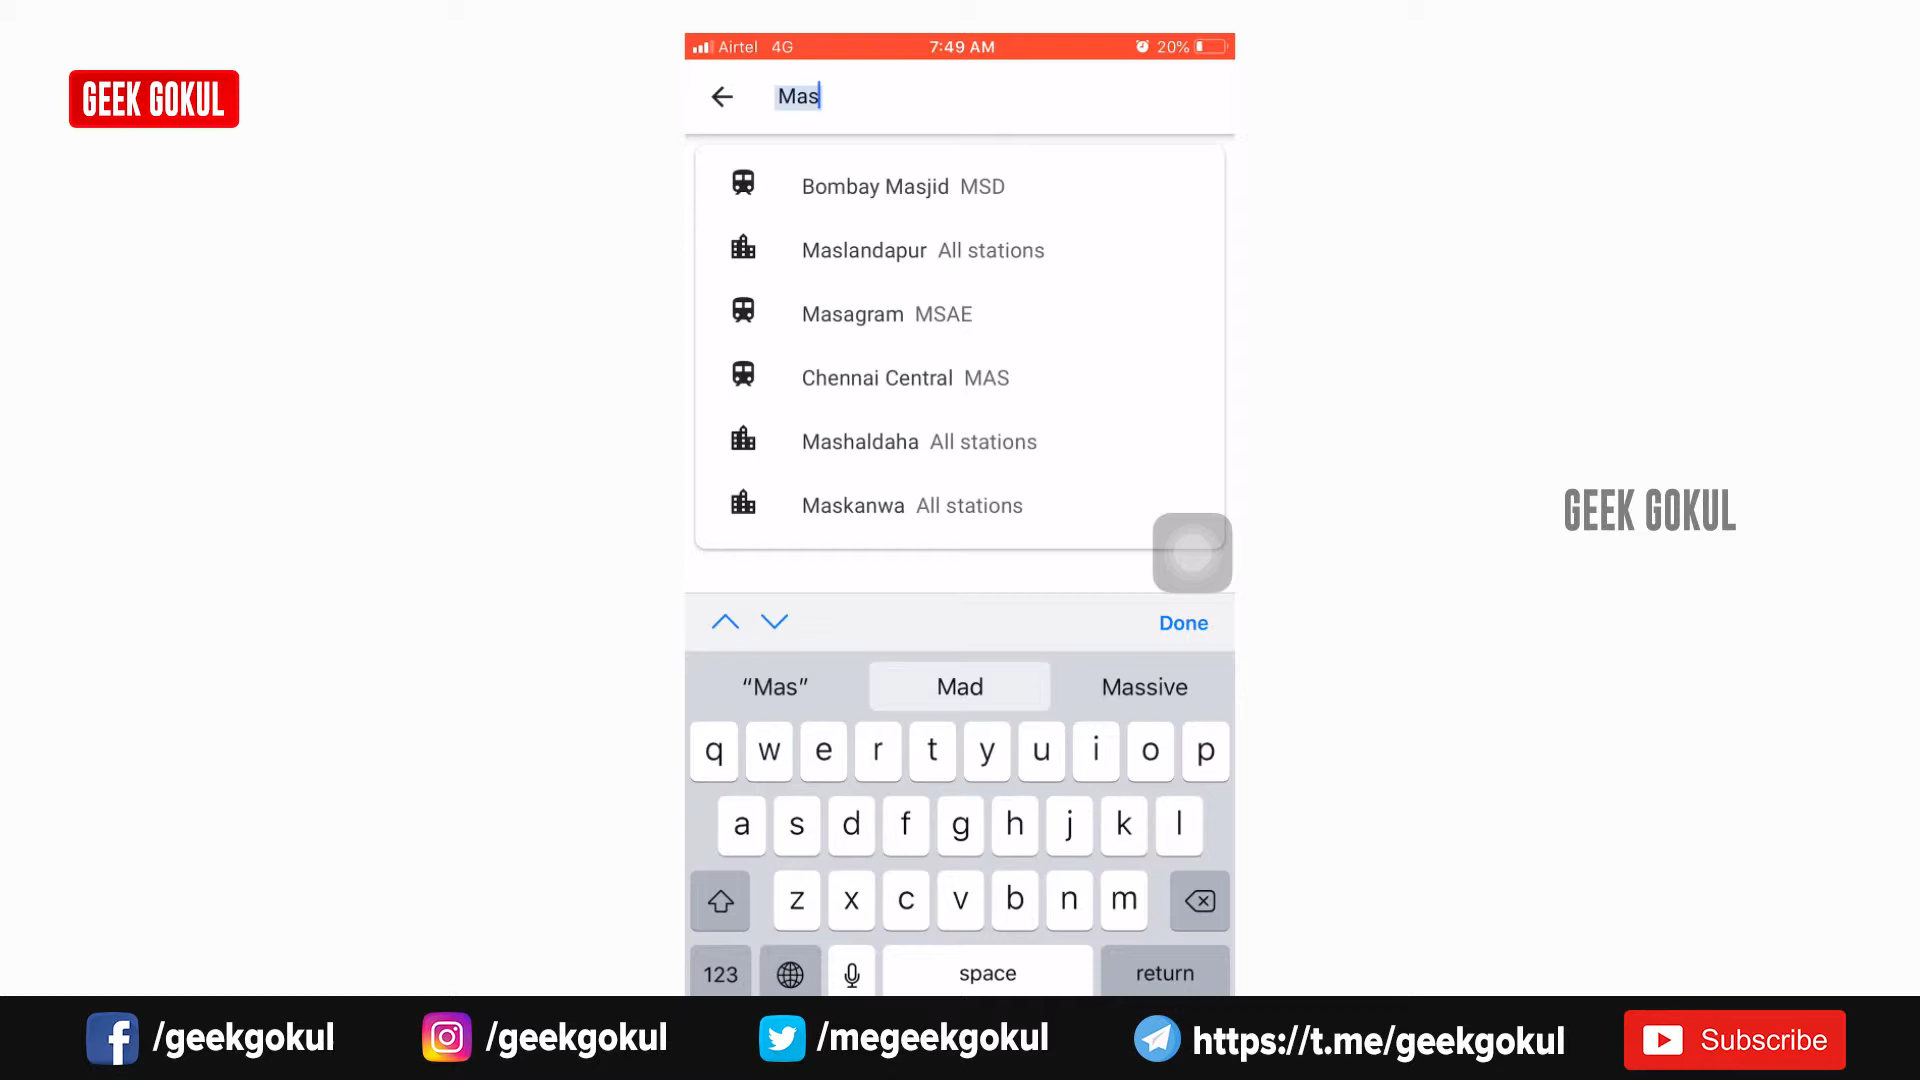 Airtel 4G 7:49 AM 20%
GEEK GOKUL
Mas
Bombay Masjid MSD
Maslandapur All stations
Masagram MSAE
Chennai Central MAS
Mashaldaha All stations
Maskanwa All stations
GEEK GOKUL
Done
“Mas” Mad Massive
q w e r t y u i o p
a s d f g h j k l
z x c v b n m
123 space return
/geekgokul /geekgokul /megeekgokul https://t.me/geekgokul Subscribe